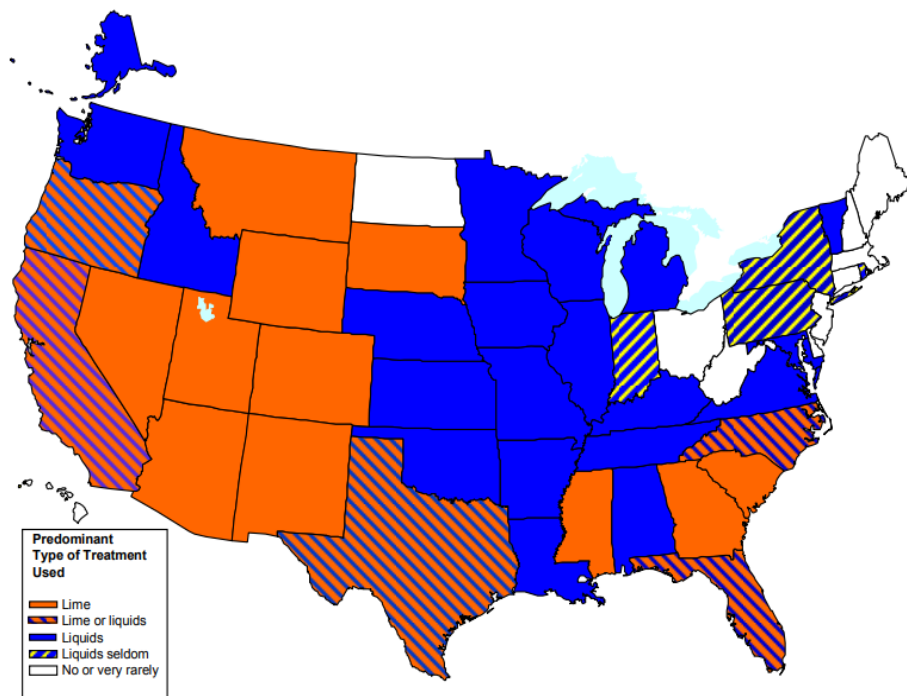 Predominant
Type of Treatment
Used
Lime
Lime or liquids
Liquids
Liquids seldom
No or very rarely